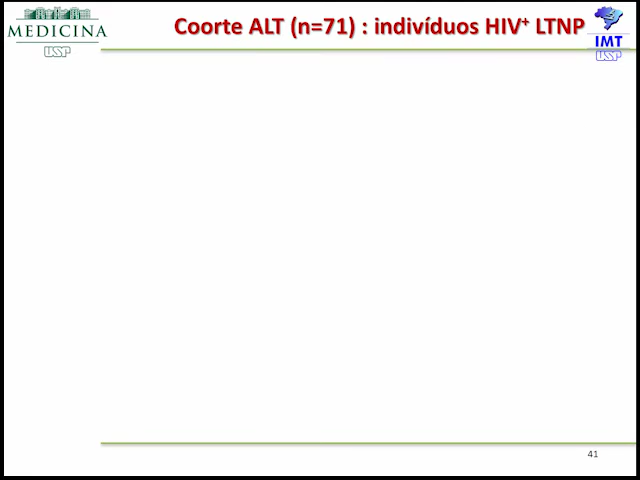 Coorte ALT (n=71) : indivíduos HIV⁺ LTNP
MEDICINA
USP
IMT
USP
41